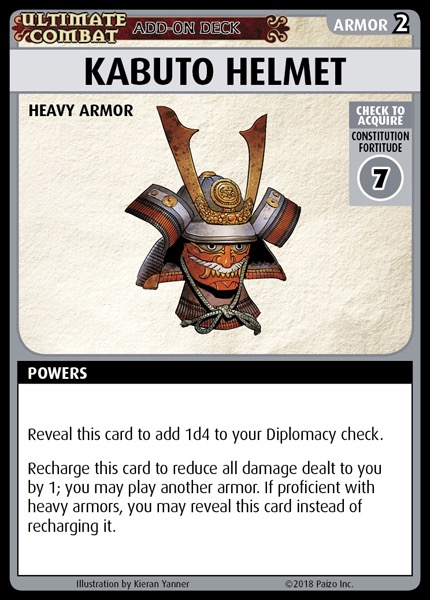 ULTIMATE
COMBAT
ADD-ON DECK
ARMOR 2
KABUTO HELMET
HEAVY ARMOR
CHECK TO
ACQUIRE
CONSTITUTION
FORTITUDE
7
POWERS
Reveal this card to add 1d4 to your Diplomacy check.
Recharge this card to reduce all damage dealt to you
by 1; you may play another armor. If proficient with
heavy armors, you may reveal this card instead of
recharging it.
Illustration by Kieran Yanner
©2018 Paizo Inc.